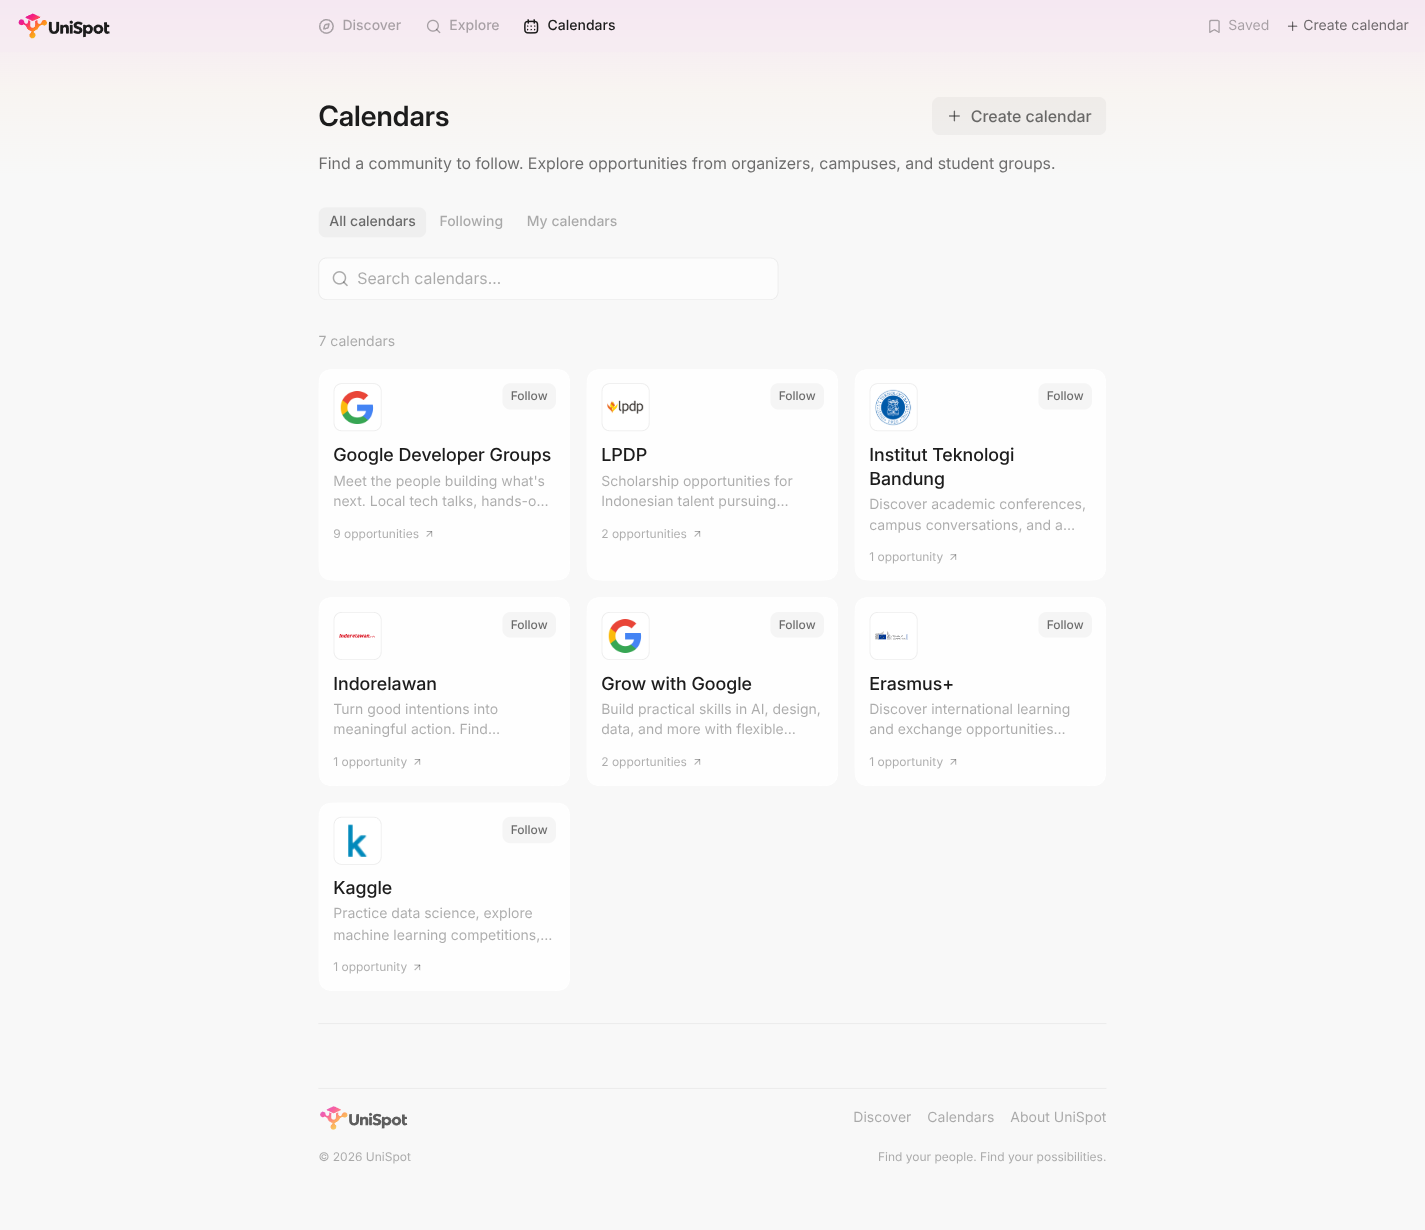 UniSpot
Discover
Explore
Calendars
Saved
+ Create calendar
Calendars
+ Create calendar
Find a community to follow. Explore opportunities from organizers, campuses, and student groups.
All calendars
Following
My calendars
Search calendars...
7 calendars
Follow
Google Developer Groups
Meet the people building what's
next. Local tech talks, hands-o...
9 opportunities
lpdp
Follow
LPDP
Scholarship opportunities for
Indonesian talent pursuing...
2 opportunities
Follow
Institut Teknologi
Bandung
Discover academic conferences,
campus conversations, and a...
1 opportunity
Indorelawan
Follow
Indorelawan
Turn good intentions into
meaningful action. Find...
1 opportunity
Follow
Grow with Google
Build practical skills in AI, design,
data, and more with flexible...
2 opportunities
Follow
Erasmus+
Discover international learning
and exchange opportunities...
1 opportunity
k
Follow
Kaggle
Practice data science, explore
machine learning competitions,...
1 opportunity
UniSpot
Discover
Calendars
About UniSpot
© 2026 UniSpot
Find your people. Find your possibilities.